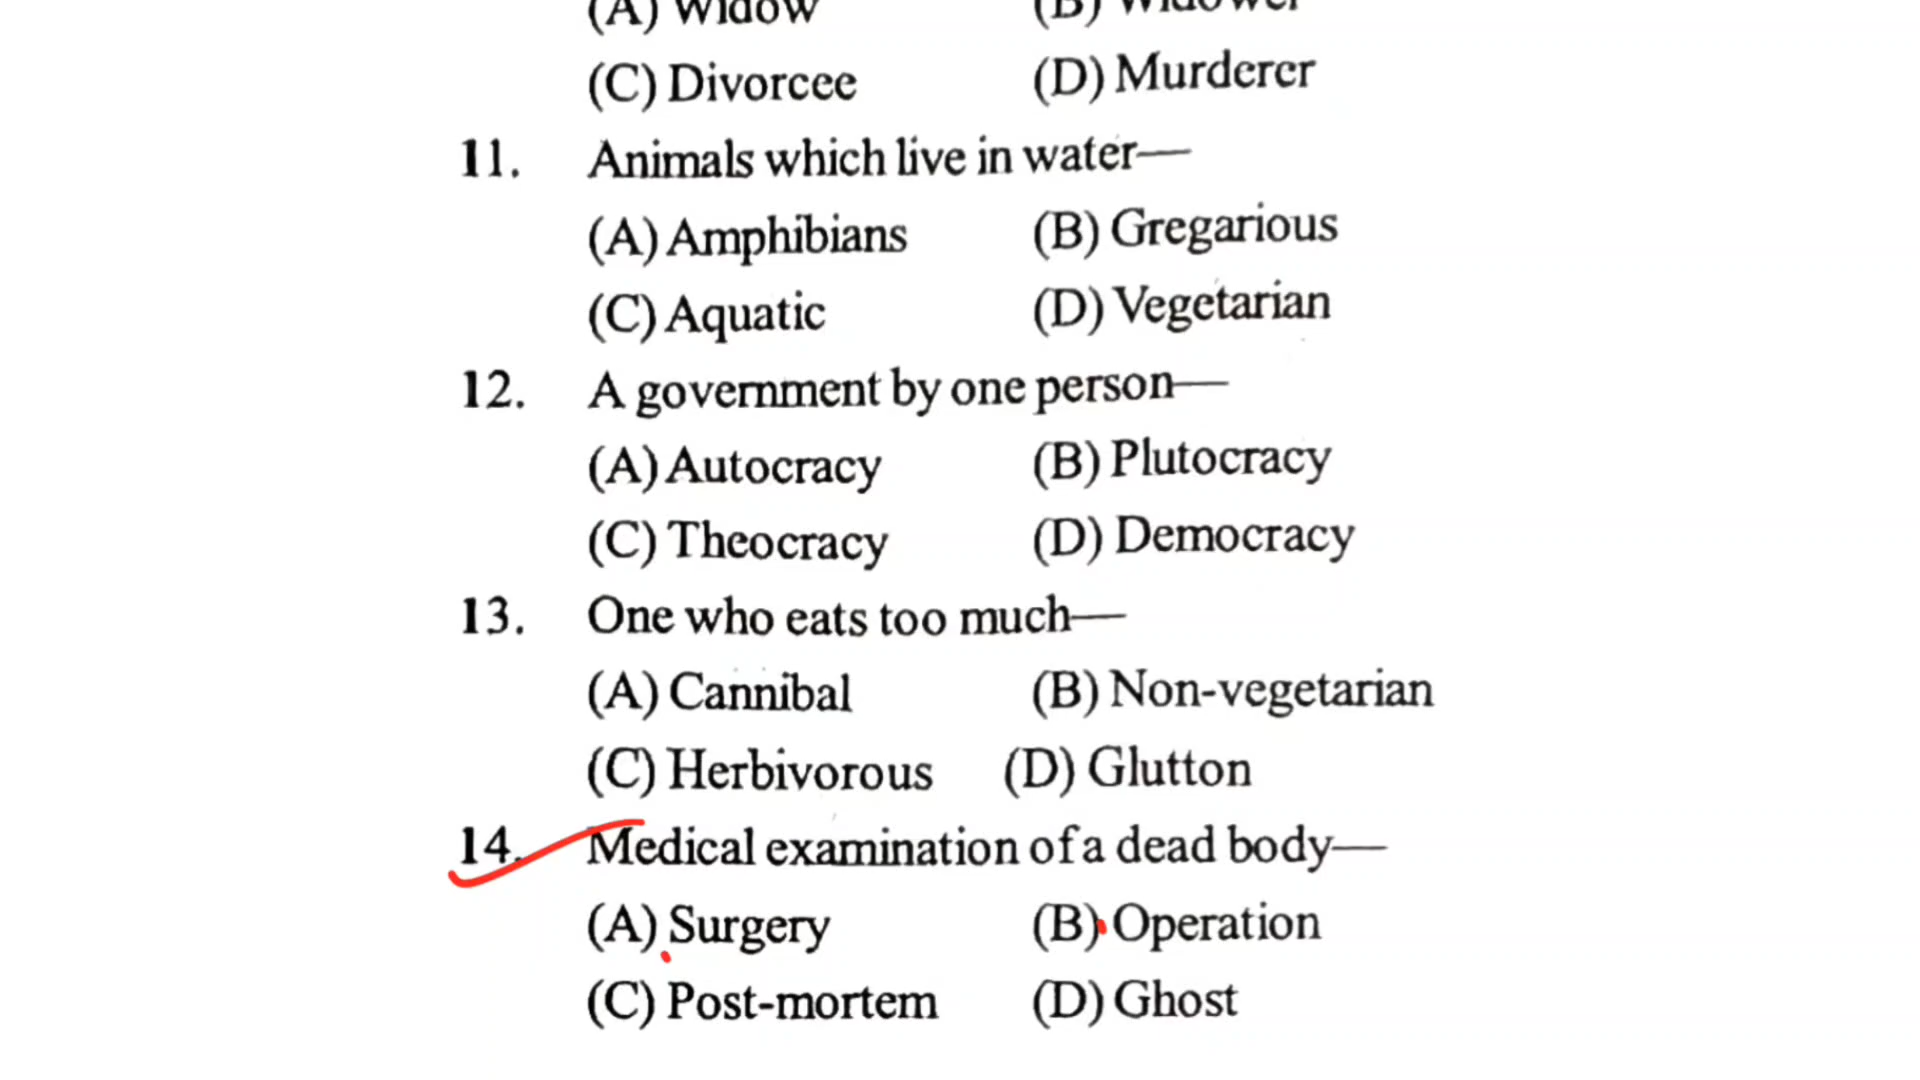 (A) Widow (B) Widower
(C) Divorcee (D) Murderer
11. Animals which live in water—
(A) Amphibians (B) Gregarious
(C) Aquatic (D) Vegetarian
12. A government by one person—
(A) Autocracy (B) Plutocracy
(C) Theocracy (D) Democracy
13. One who eats too much—
(A) Cannibal (B) Non-vegetarian
(C) Herbivorous (D) Glutton
14. Medical examination of a dead body—
(A) Surgery (B) Operation
(C) Post-mortem (D) Ghost